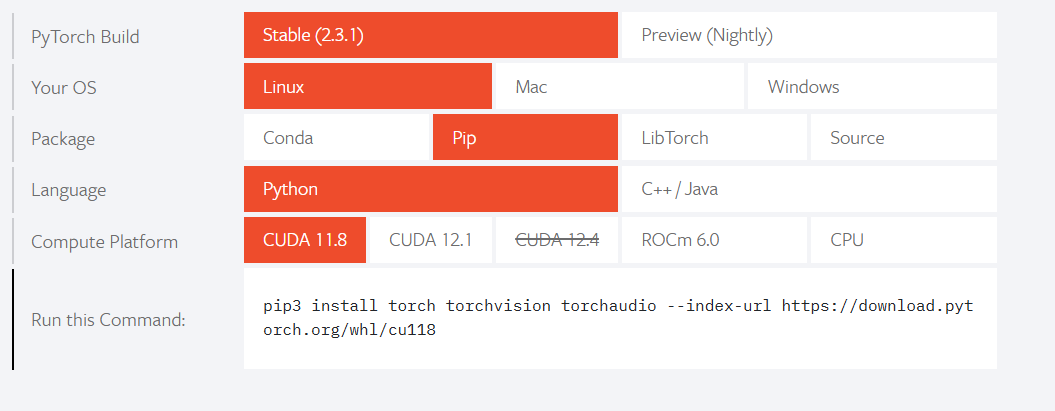 PyTorch Build Stable (2.3.1) Preview (Nightly)
Your OS Linux Mac Windows
Package Conda Pip LibTorch Source
Language Python C++ / Java
Compute Platform CUDA 11.8 CUDA 12.1 CUDA 12.4 ROCm 6.0 CPU
Run this Command: pip3 install torch torchvision torchaudio --index-url https://download.pyt
orch.org/whl/cu118